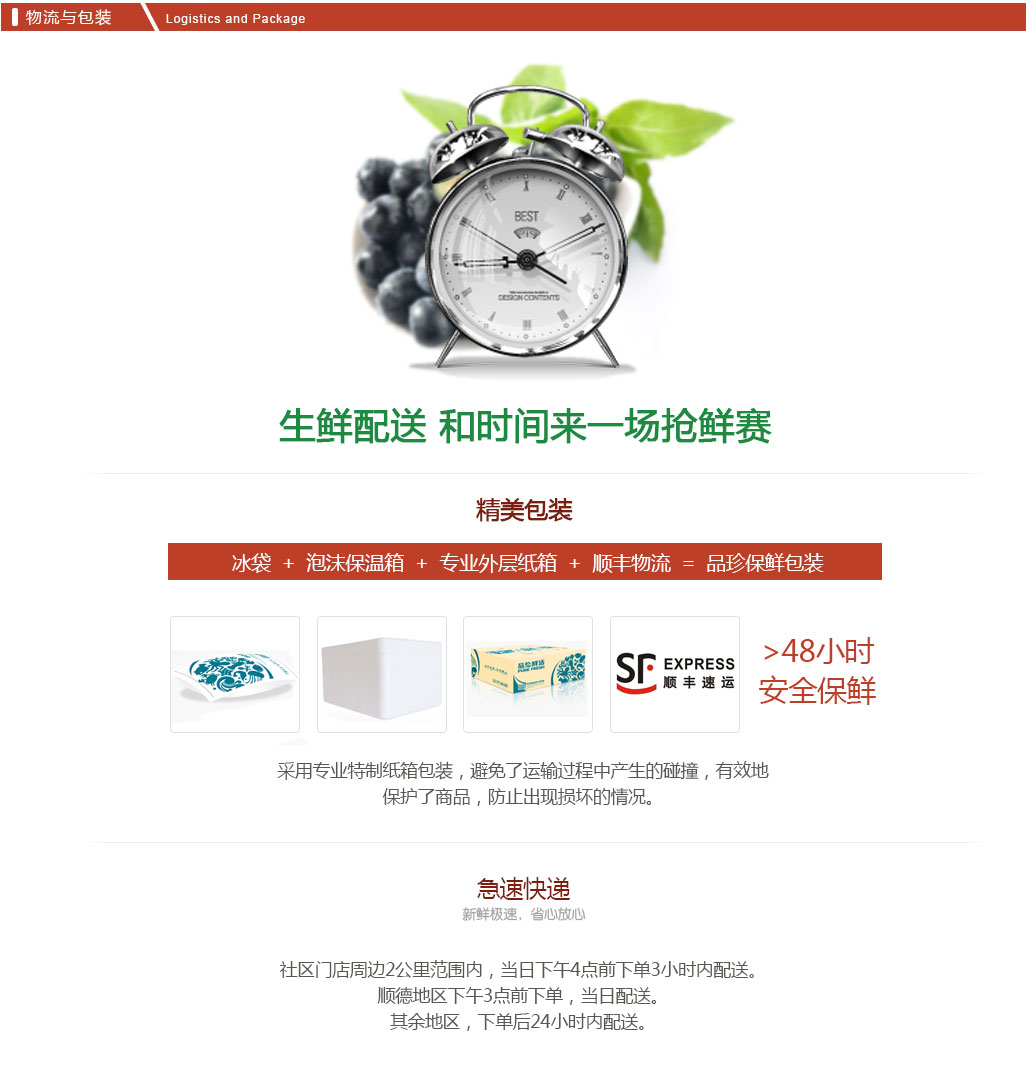 物流与包装
Logistics and Package
BEST
DESIGN CONTENTS
生鲜配送 和时间来一场抢鲜赛
精美包装
冰袋 + 泡沫保温箱 + 专业外层纸箱 + 顺丰物流 = 品珍保鲜包装
品珍鲜活
PURE FRESH
SF EXPRESS
顺丰速运
>48小时
安全保鲜
采用专业特制纸箱包装，避免了运输过程中产生的碰撞，有效地
保护了商品，防止出现损坏的情况。
急速快递
新鲜极速，省心放心
社区门店周边2公里范围内，当日下午4点前下单3小时内配送。
顺德地区下午3点前下单，当日配送。
其余地区，下单后24小时内配送。